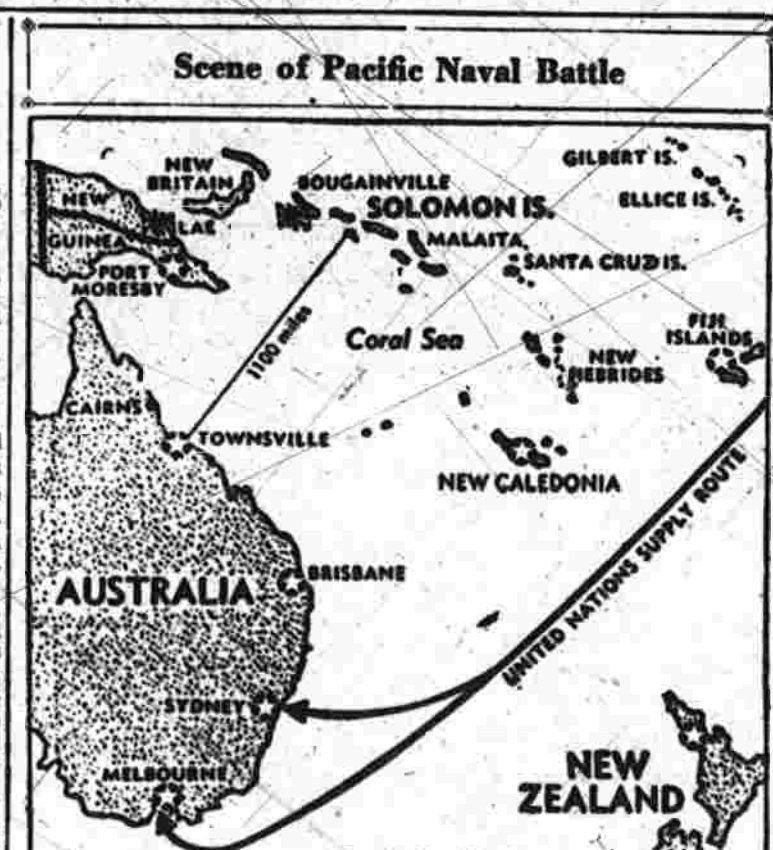 Scene of Pacific Naval Battle
NEW
BRITAIN
BOUGAINVILLE
SOLOMON IS.
GILBERT IS.
ELLICE IS.
NEW
GUINEA
LAE
MALAITA
PORT
MORESBY
SANTA CRUZ IS.
1100 miles
Coral Sea
FIJI
ISLANDS
NEW
HEBRIDES
CAIRNS
TOWNSVILLE
NEW CALEDONIA
UNITED NATIONS SUPPLY ROUTE
AUSTRALIA
BRISBANE
SYDNEY
MELBOURNE
NEW
ZEALAND